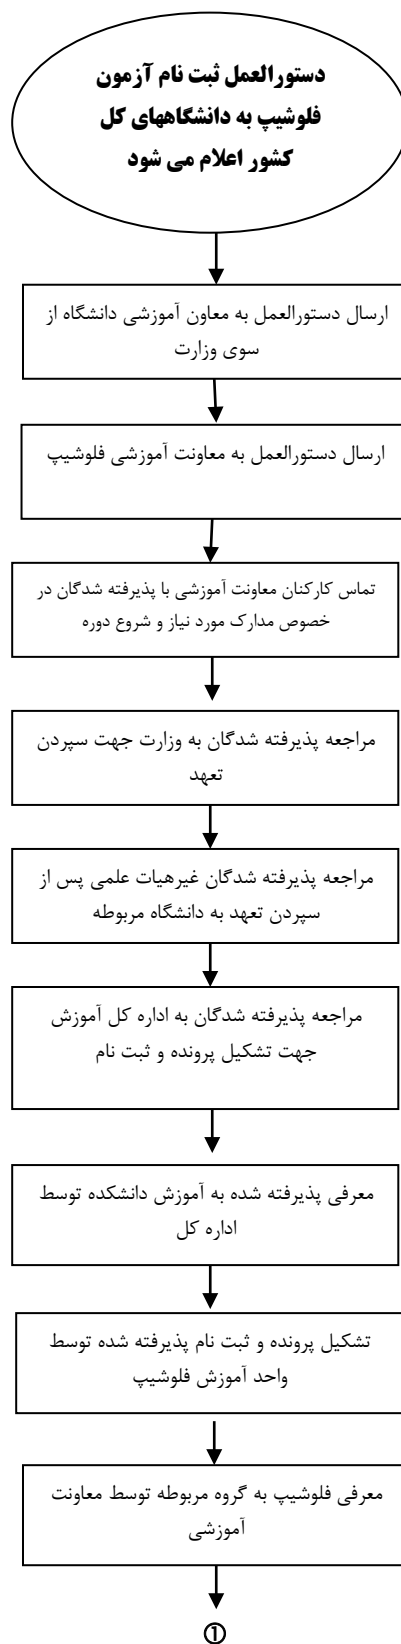 دستورالعمل ثبت نام آزمون
فلوشیپ به دانشگاههای کل
کشور اعلام می شود
ارسال دستورالعمل به معاون آموزشی دانشگاه از
سوی وزارت
ارسال دستورالعمل به معاونت آموزشی فلوشیپ
تماس کارکنان معاونت آموزشی با پذیرفته شدگان در
خصوص مدارک مورد نیاز و شروع دوره
مراجعه پذیرفته شدگان به وزارت جهت سپردن
تعهد
مراجعه پذیرفته شدگان غیرهیات علمی پس از
سپردن تعهد به دانشگاه مربوطه
مراجعه پذیرفته شدگان به اداره کل آموزش
جهت تشکیل پرونده و ثبت نام
معرفی پذیرفته شده به آموزش دانشکده توسط
اداره کل
تشکیل پرونده و ثبت نام پذیرفته شده توسط
واحد آموزش فلوشیپ
معرفی فلوشیپ به گروه مربوطه توسط معاونت
آموزشی
①